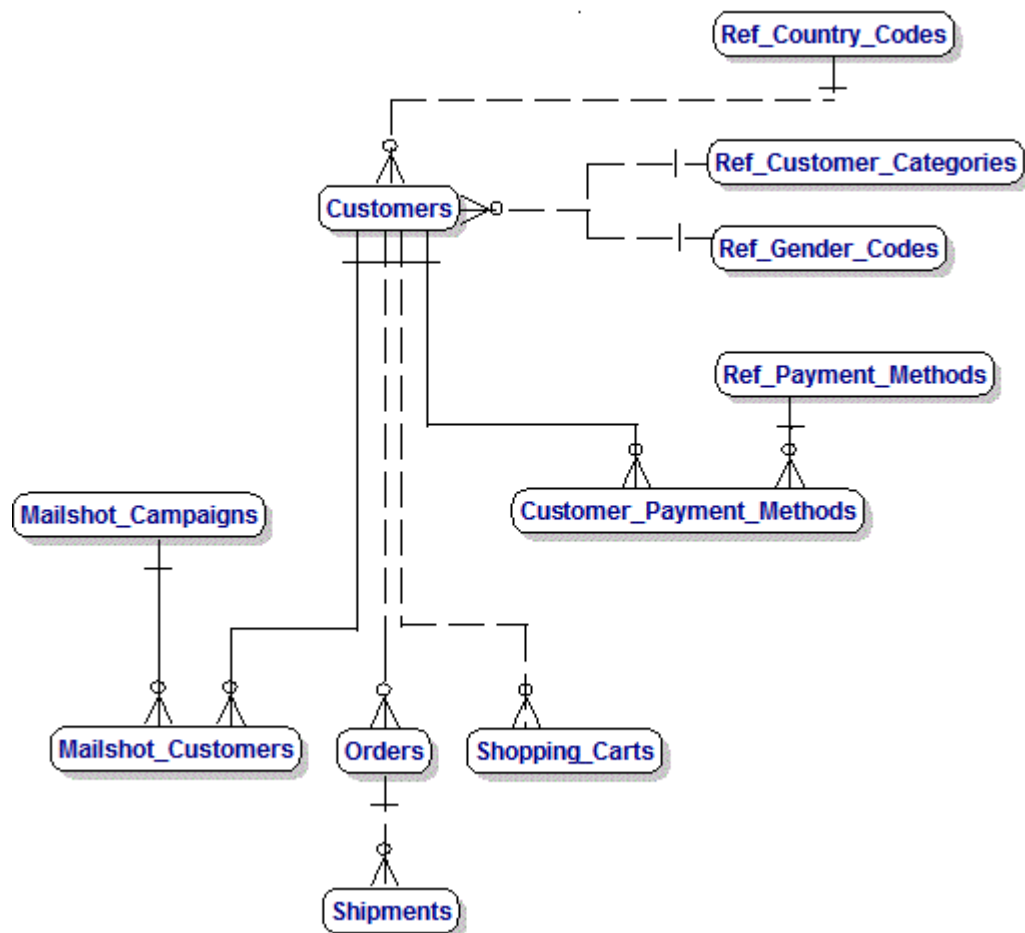 Ref_Country_Codes
Ref_Customer_Categories
Customers
Ref_Gender_Codes
Ref_Payment_Methods
Mailshot_Campaigns
Customer_Payment_Methods
Mailshot_Customers
Orders
Shopping_Carts
Shipments